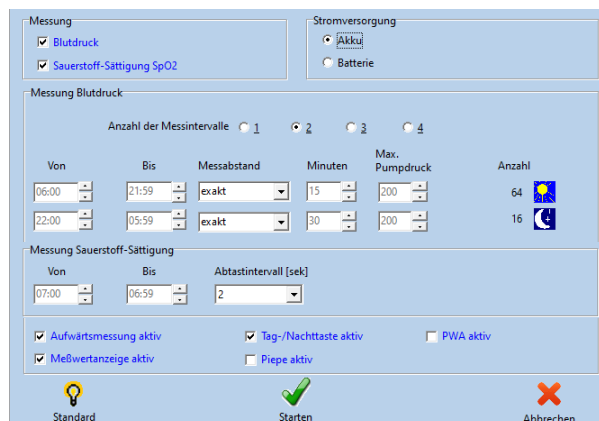 Messung
Stromversorgung
Blutdruck
Akku
Sauerstoff-Sättigung SpO2
Batterie
Messung Blutdruck
Anzahl der Messintervalle 1 2 3 4
Von Bis Messabstand Minuten Max. Pumpdruck Anzahl
06:00 21:59 exakt 15 200 64
22:00 05:59 exakt 30 200 16
Messung Sauerstoff-Sättigung
Von Bis Abtastintervall [sek]
07:00 06:59 2
Aufwärtsmessung aktiv Tag-/Nachttaste aktiv PWA aktiv
Meßwertanzeige aktiv Piepe aktiv
Standard Starten Abbrechen